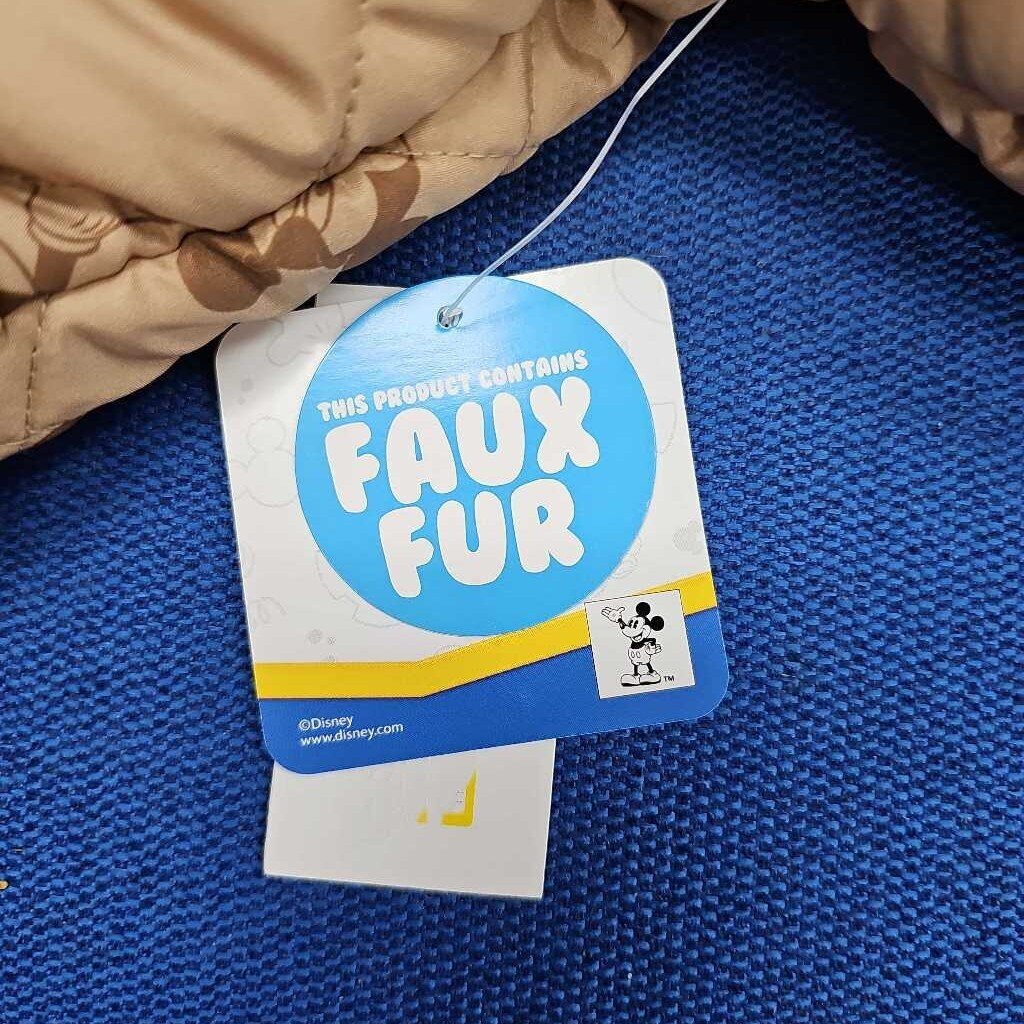 THIS PRODUCT CONTAINS
FAUX
FUR
TM
©Disney
www.disney.com